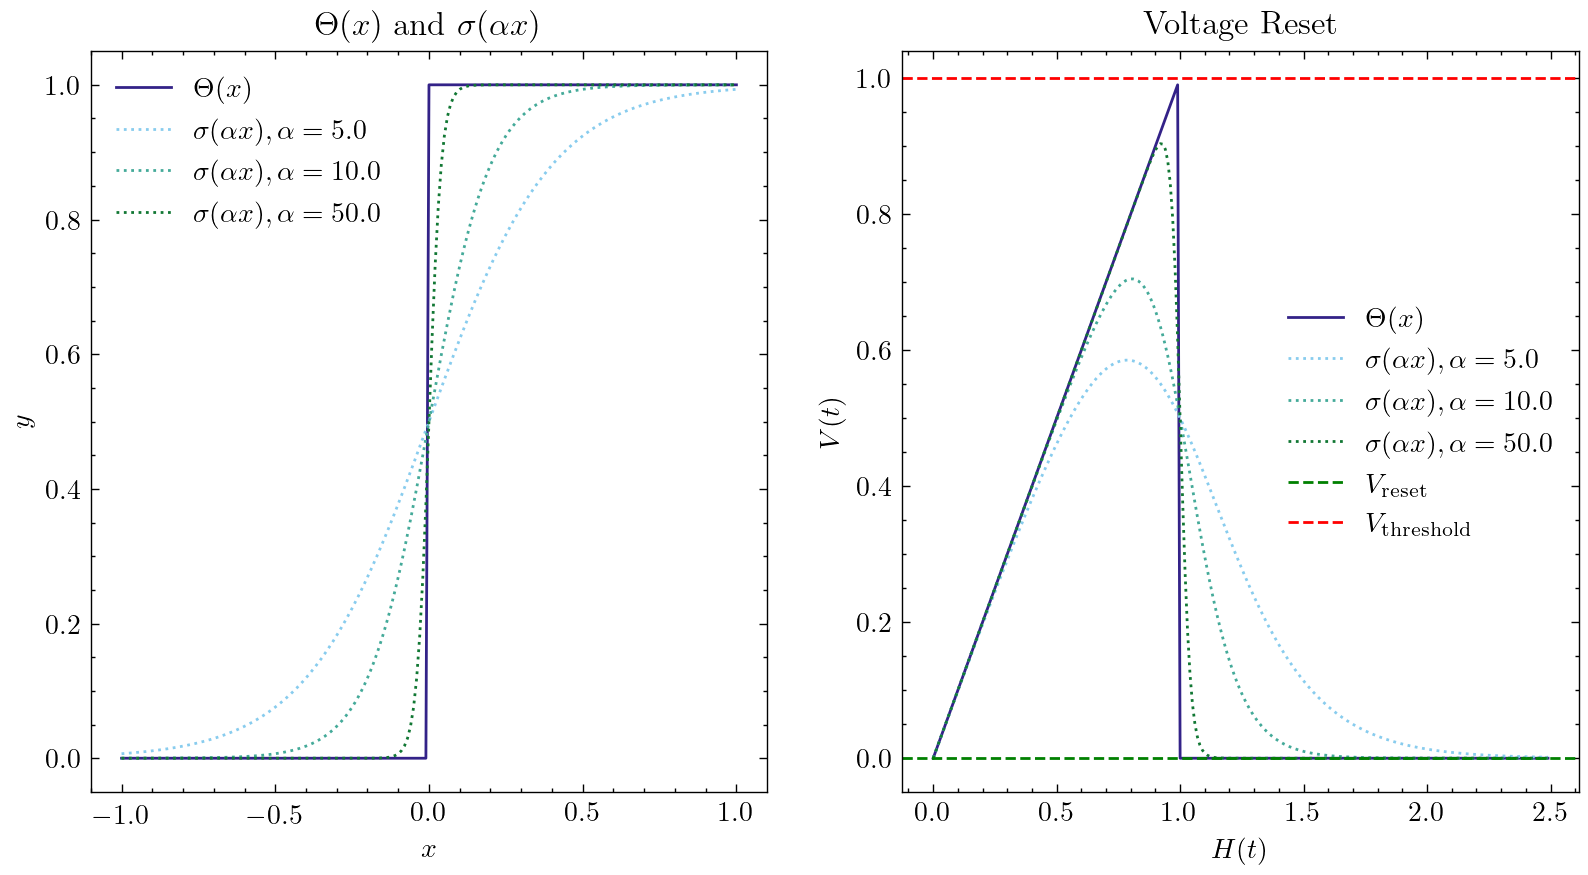 Θ(x) and σ(αx)
1.0
0.8
0.6
0.4
0.2
0.0
y
Θ(x)
σ(αx), α = 5.0
σ(αx), α = 10.0
σ(αx), α = 50.0
−1.0 −0.5 0.0 0.5 1.0
x
Voltage Reset
1.0
0.8
0.6
0.4
0.2
0.0
V(t)
Θ(x)
σ(αx), α = 5.0
σ(αx), α = 10.0
σ(αx), α = 50.0
V_reset
V_threshold
0.0 0.5 1.0 1.5 2.0 2.5
H(t)